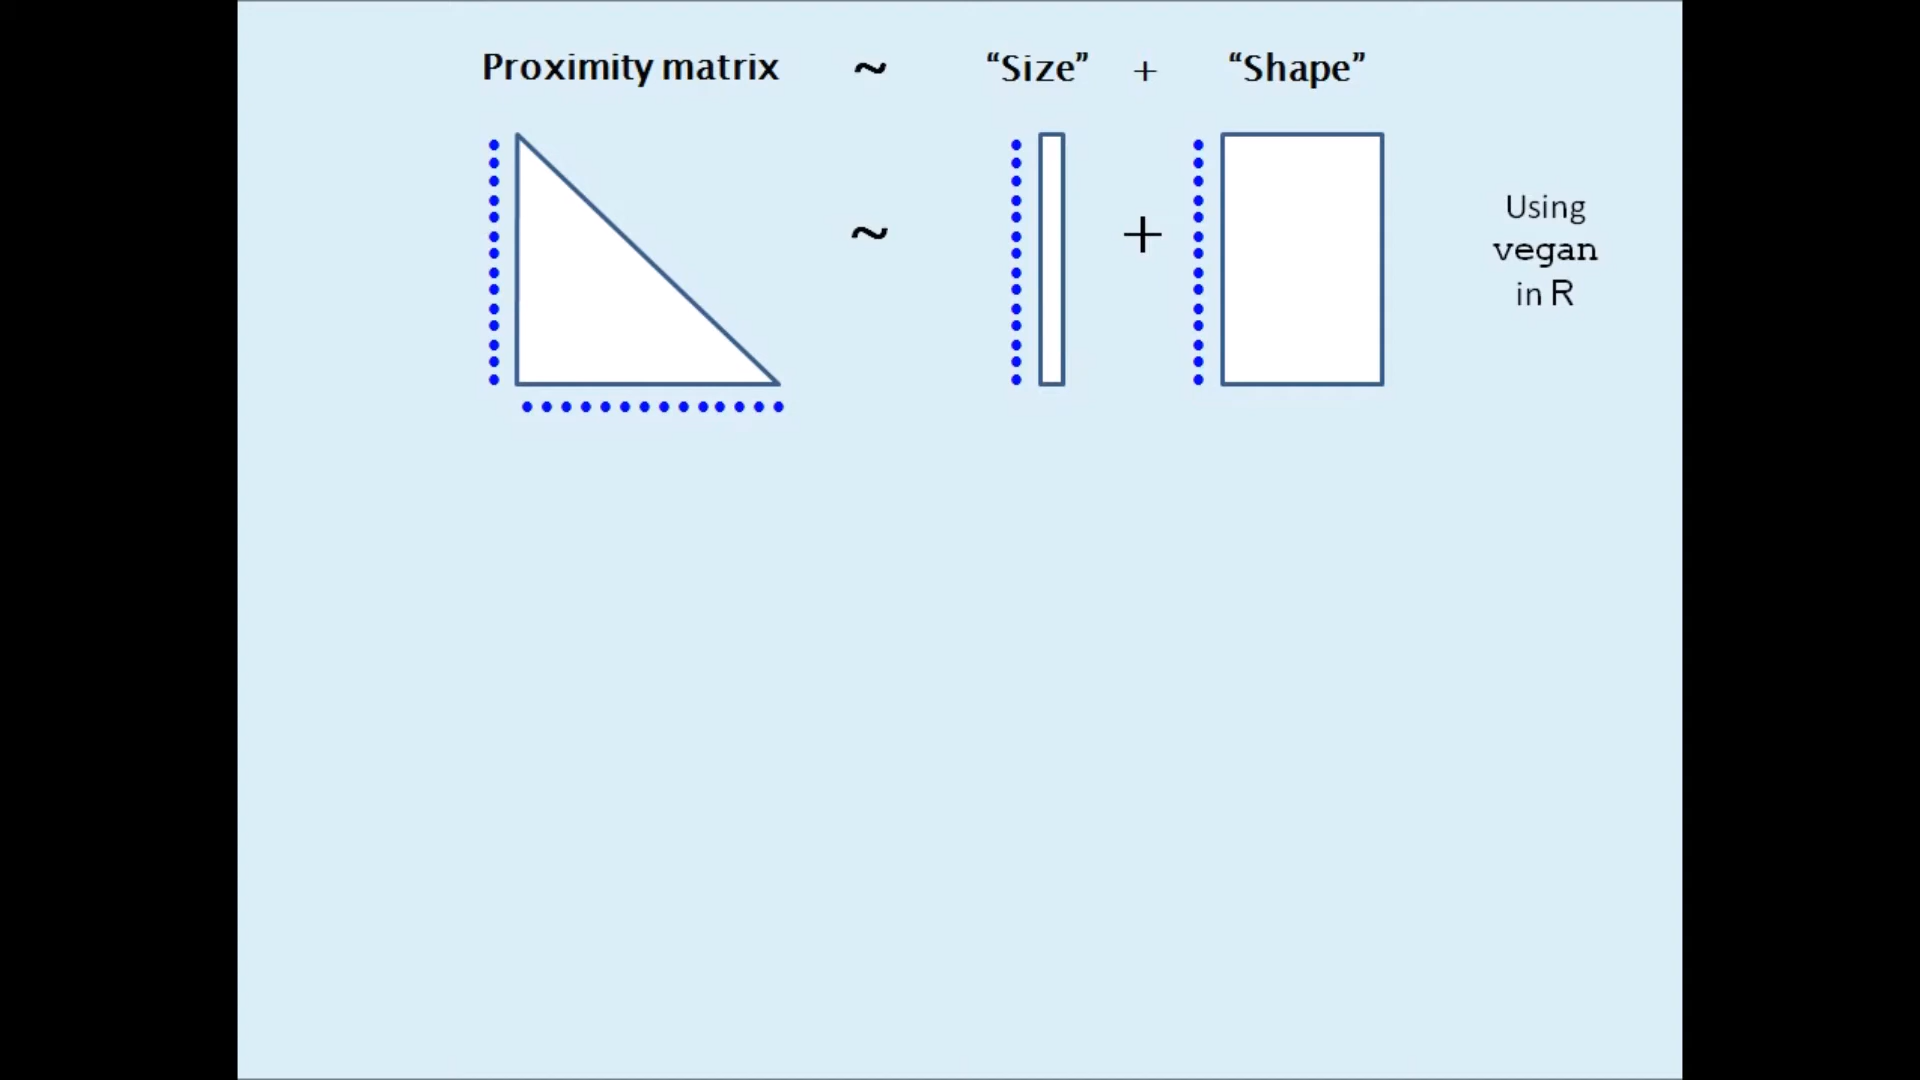 Proximity matrix ~ “Size” + “Shape”
~ +
Using
vegan
in R